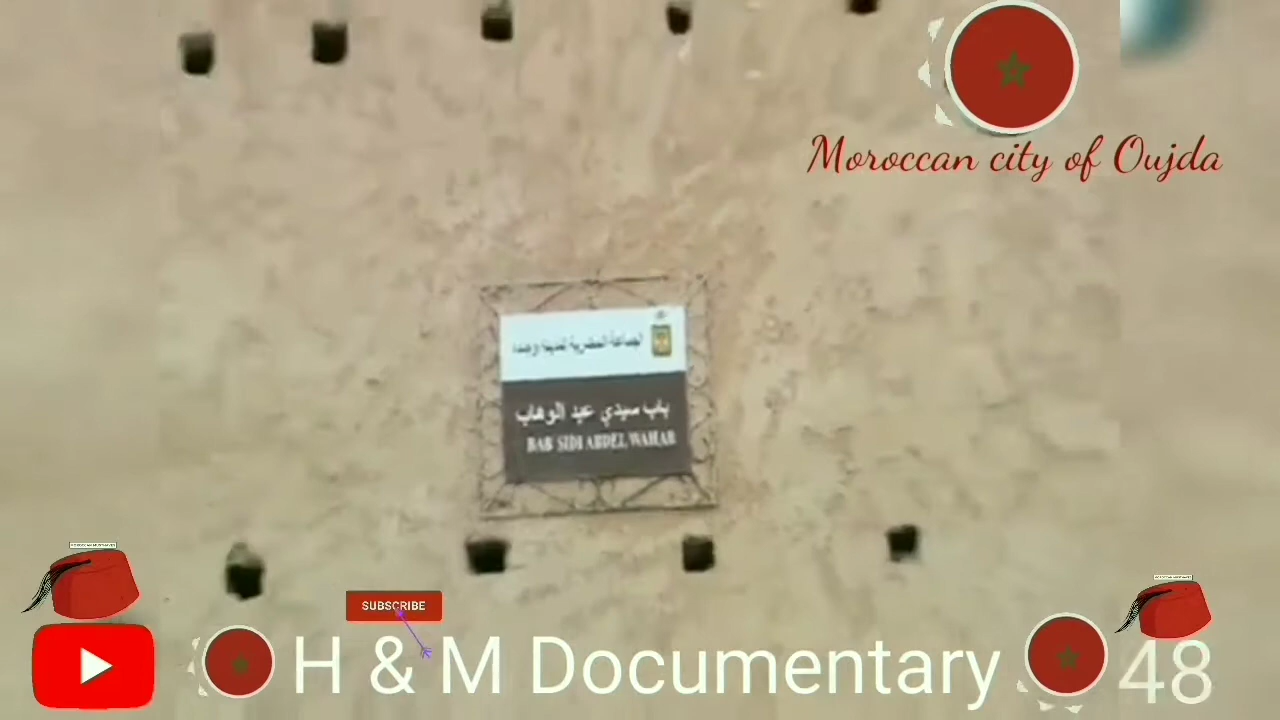 Moroccan city of Oujda
الجماعة الحضرية لمدينة وجدة
باب سيدي عبد الوهاب
BAB SIDI ABDEL WAHAB
SUBSCRIBE
H & M Documentary 48